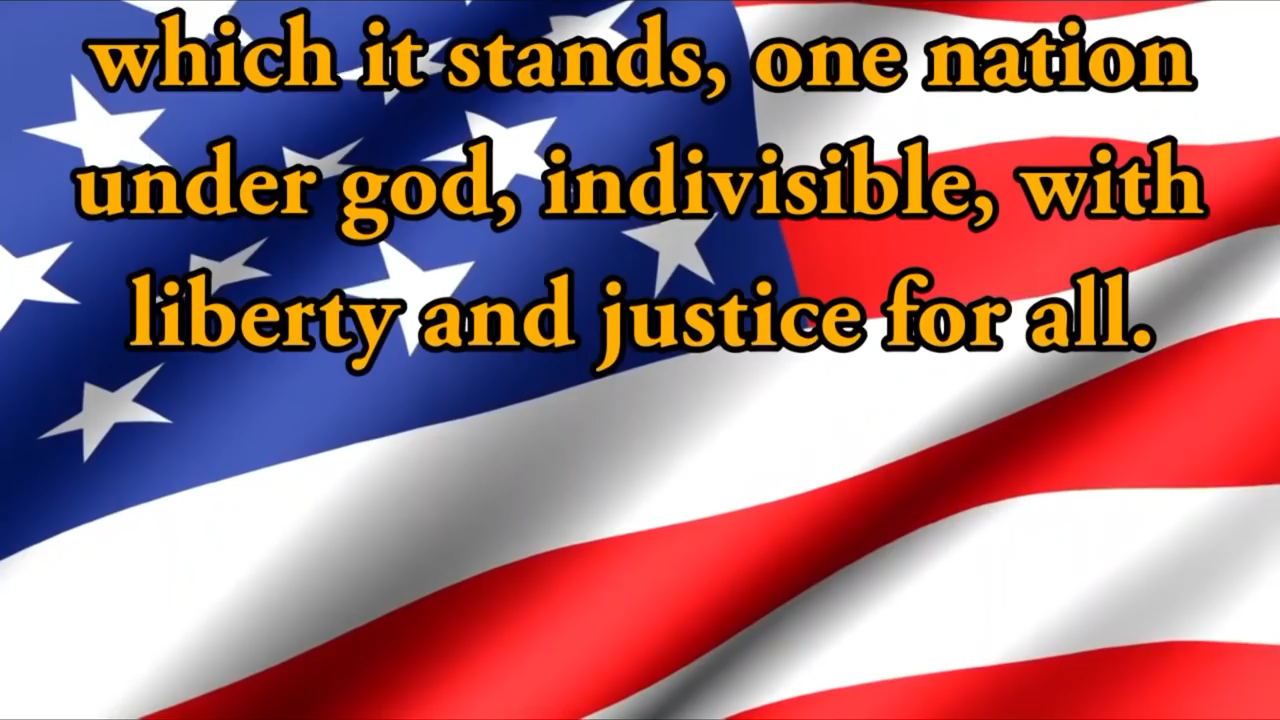 which it stands, one nation
under god, indivisible, with
liberty and justice for all.